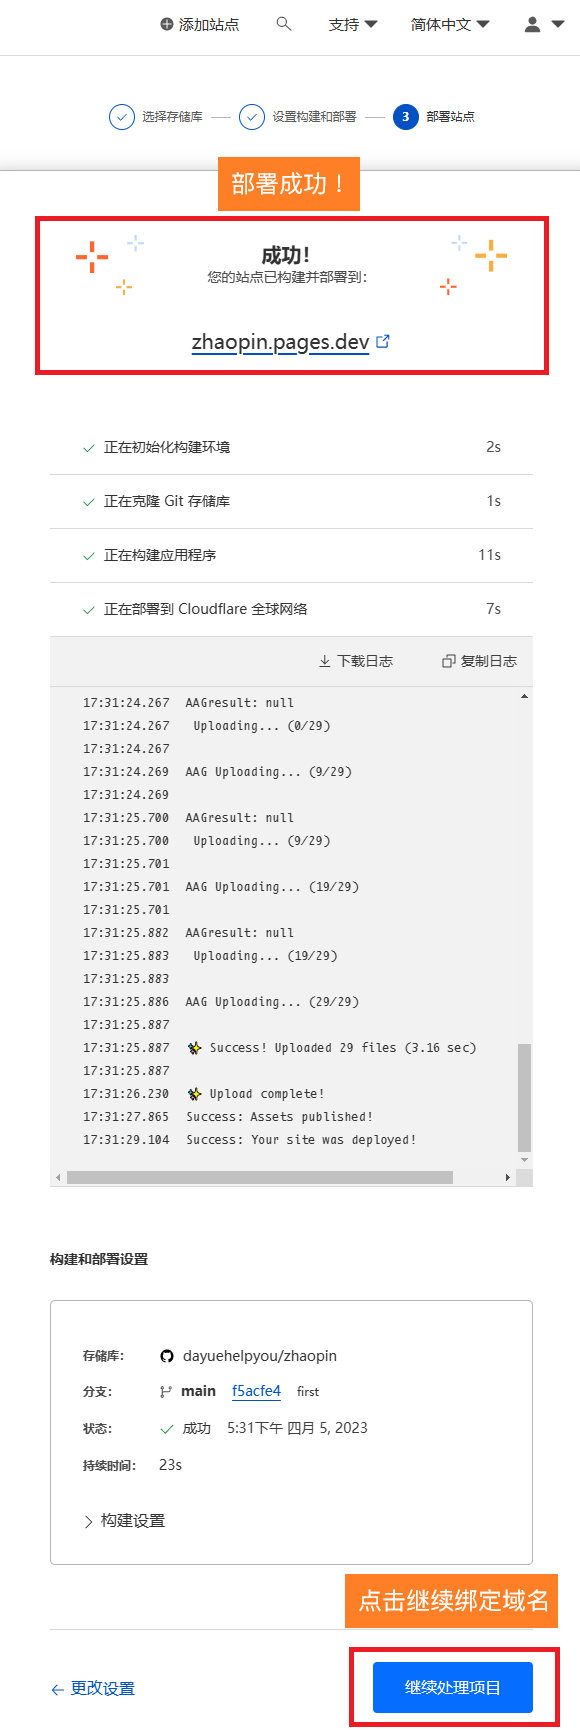 添加站点 支持 简体中文
选择存储库 设置构建和部署 3 部署站点
部署成功！
成功！
您的站点已构建并部署到：
zhaopin.pages.dev
正在初始化构建环境 2s
正在克隆 Git 存储库 1s
正在构建应用程序 11s
正在部署到 Cloudflare 全球网络 7s
下载日志 复制日志
17:31:24.267 AAGresult: null
17:31:24.267 Uploading... (0/29)
17:31:24.267
17:31:24.269 AAG Uploading... (9/29)
17:31:24.269
17:31:25.700 AAGresult: null
17:31:25.700 Uploading... (9/29)
17:31:25.701
17:31:25.701 AAG Uploading... (19/29)
17:31:25.701
17:31:25.882 AAGresult: null
17:31:25.883 Uploading... (19/29)
17:31:25.883
17:31:25.886 AAG Uploading... (29/29)
17:31:25.887
17:31:25.887 ✨ Success! Uploaded 29 files (3.16 sec)
17:31:25.887
17:31:26.230 ✨ Upload complete!
17:31:27.865 Success: Assets published!
17:31:29.104 Success: Your site was deployed!
构建和部署设置
存储库： dayuehelpyou/zhaopin
分支： main f5acfe4 first
状态： 成功 5:31下午 四月 5, 2023
持续时间： 23s
构建设置
点击继续绑定域名
更改设置 继续处理项目